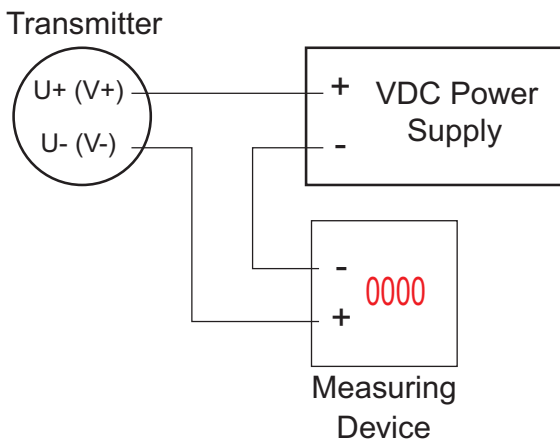 Transmitter
U+ (V+)
U- (V-)
+
-
VDC Power
Supply
-
+
0000
Measuring
Device